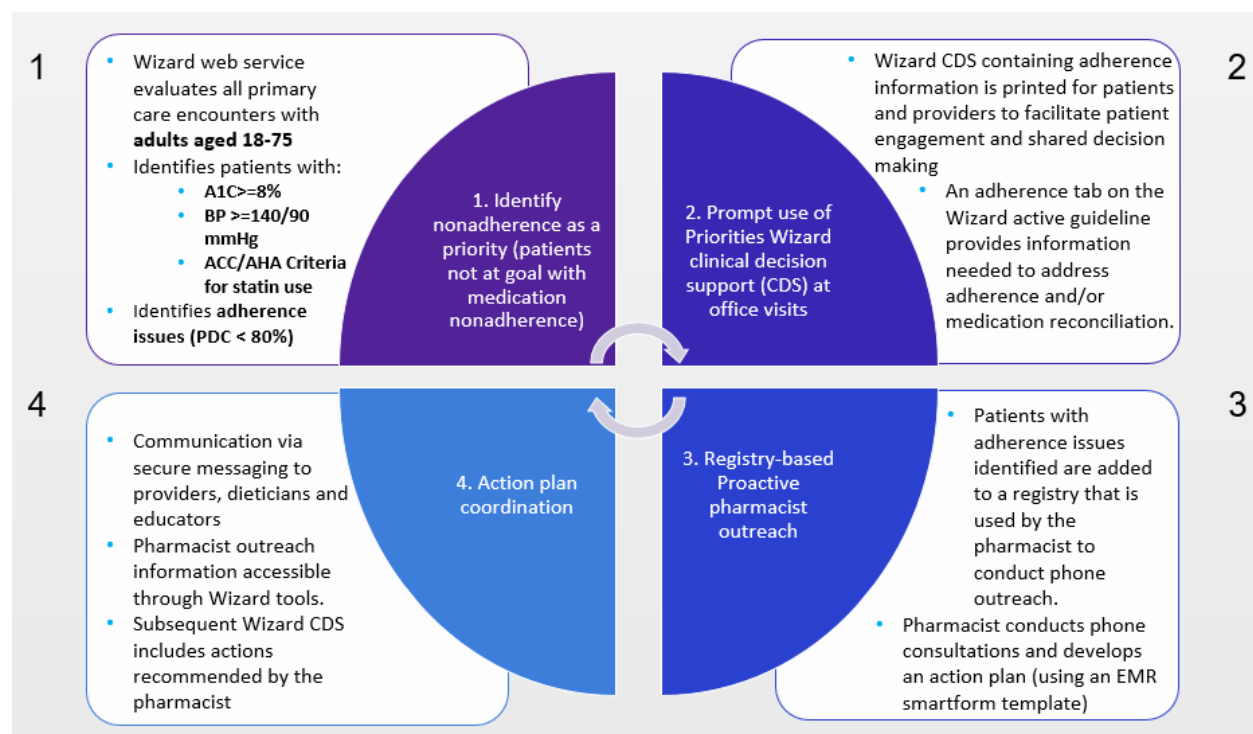 1
• Wizard web service
evaluates all primary
care encounters with
adults aged 18-75
• Identifies patients with:
• A1C>=8%
• BP >=140/90
mmHg
• ACC/AHA Criteria
for statin use
• Identifies adherence
issues (PDC < 80%)
1. Identify
nonadherence as a
priority (patients
not at goal with
medication
nonadherence)
2. Prompt use of
Priorities Wizard
clinical decision
support (CDS) at
office visits
2
• Wizard CDS containing adherence
information is printed for patients
and providers to facilitate patient
engagement and shared decision
making
• An adherence tab on the
Wizard active guideline
provides information
needed to address
adherence and/or
medication reconciliation.
4
• Communication via
secure messaging to
providers, dieticians and
educators
• Pharmacist outreach
information accessible
through Wizard tools.
• Subsequent Wizard CDS
includes actions
recommended by the
pharmacist
4. Action plan
coordination
3. Registry-based
Proactive
pharmacist
outreach
3
• Patients with
adherence issues
identified are added
to a registry that is
used by the
pharmacist to
conduct phone
outreach.
• Pharmacist conducts phone
consultations and develops
an action plan (using an EMR
smartform template)